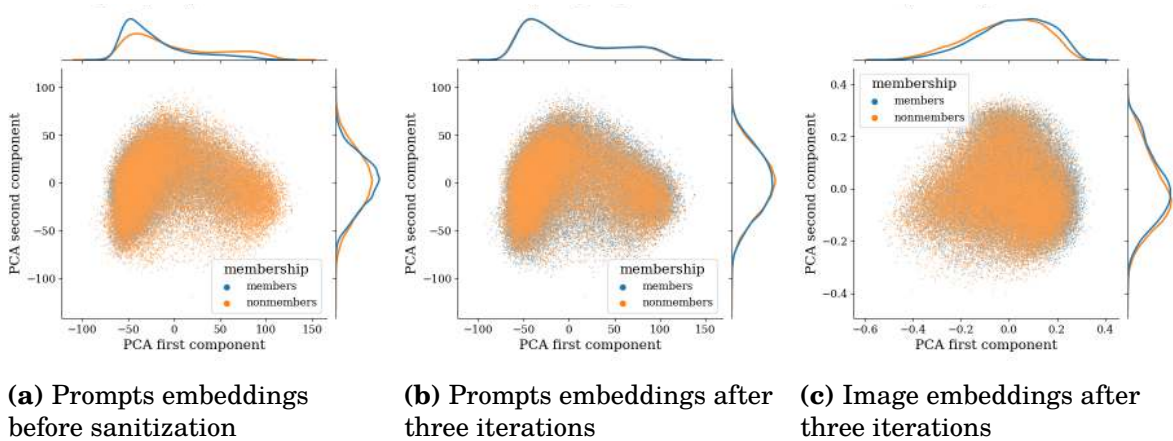 membership
members
nonmembers
PCA second component
100
50
0
−50
−100
−100
−50
0
50
100
150
PCA first component
membership
members
nonmembers
PCA second component
100
50
0
−50
−100
−100
−50
0
50
100
150
PCA first component
membership
members
nonmembers
PCA second component
0.4
0.2
0.0
−0.2
−0.4
−0.6
−0.4
−0.2
0.0
0.2
0.4
PCA first component
(a) Prompts embeddings
before sanitization
(b) Prompts embeddings after
three iterations
(c) Image embeddings after
three iterations